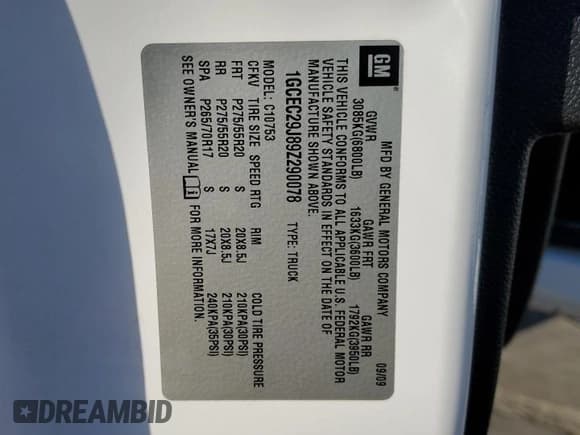 GM
MFD BY GENERAL MOTORS COMPANY 09/09
GVWR GAWR FRT GAWR RR
3085KG(6800LB) 1633KG(3600LB) 1792KG(3950LB)
THIS VEHICLE CONFORMS TO ALL APPLICABLE U.S. FEDERAL MOTOR
VEHICLE SAFETY STANDARDS IN EFFECT ON THE DATE OF
MANUFACTURE SHOWN ABOVE.
1GCEC29J89Z290078 TYPE: TRUCK
MODEL: C10753
CFKV TIRE SIZE SPEED RTG RIM COLD TIRE PRESSURE
FRT P275/55R20 S 20X8.5J 210KPA(30PSI)
RR P275/55R20 S 20X8.5J 210KPA(30PSI)
SPA P265/70R17 S 17X7J 240KPA(35PSI)
SEE OWNER'S MANUAL FOR MORE INFORMATION.
DREAMBID